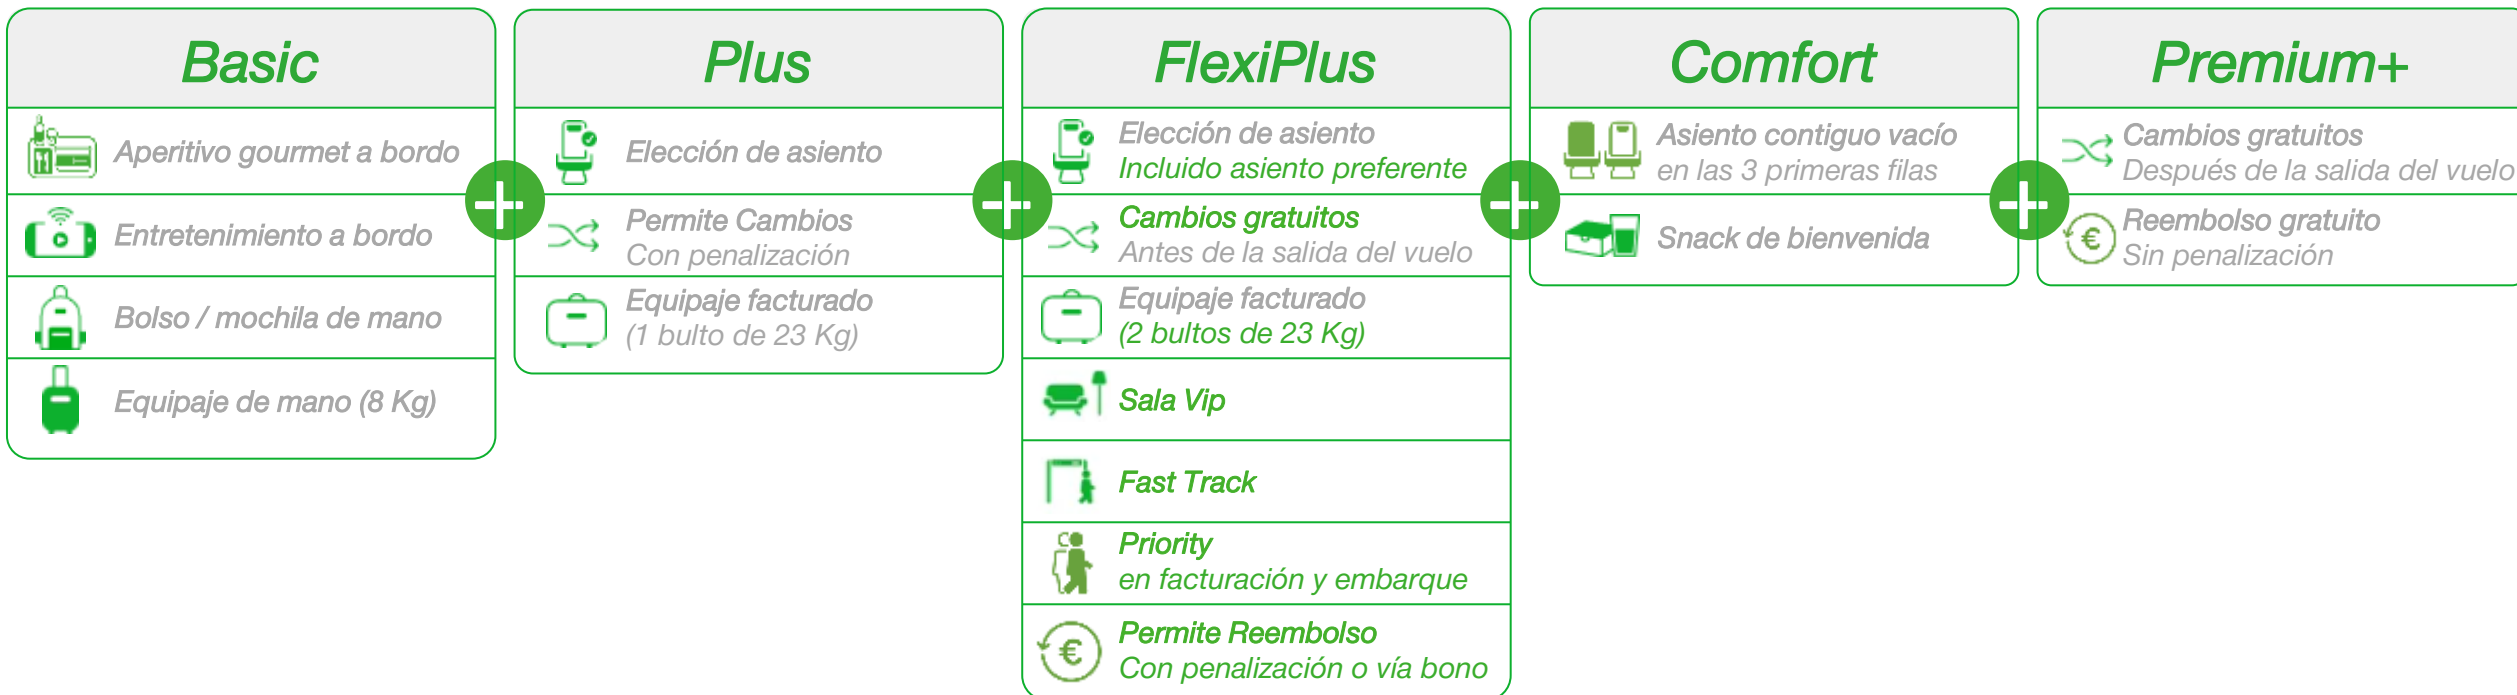 Basic
Aperitivo gourmet a bordo
Entretenimiento a bordo
Bolso / mochila de mano
Equipaje de mano (8 Kg)
Plus
Elección de asiento
Permite Cambios
Con penalización
Equipaje facturado
(1 bulto de 23 Kg)
FlexiPlus
Elección de asiento
Incluido asiento preferente
Cambios gratuitos
Antes de la salida del vuelo
Equipaje facturado
(2 bultos de 23 Kg)
Sala Vip
Fast Track
Priority
en facturación y embarque
Permite Reembolso
Con penalización o vía bono
Comfort
Asiento contiguo vacío
en las 3 primeras filas
Snack de bienvenida
Premium+
Cambios gratuitos
Después de la salida del vuelo
Reembolso gratuito
Sin penalización